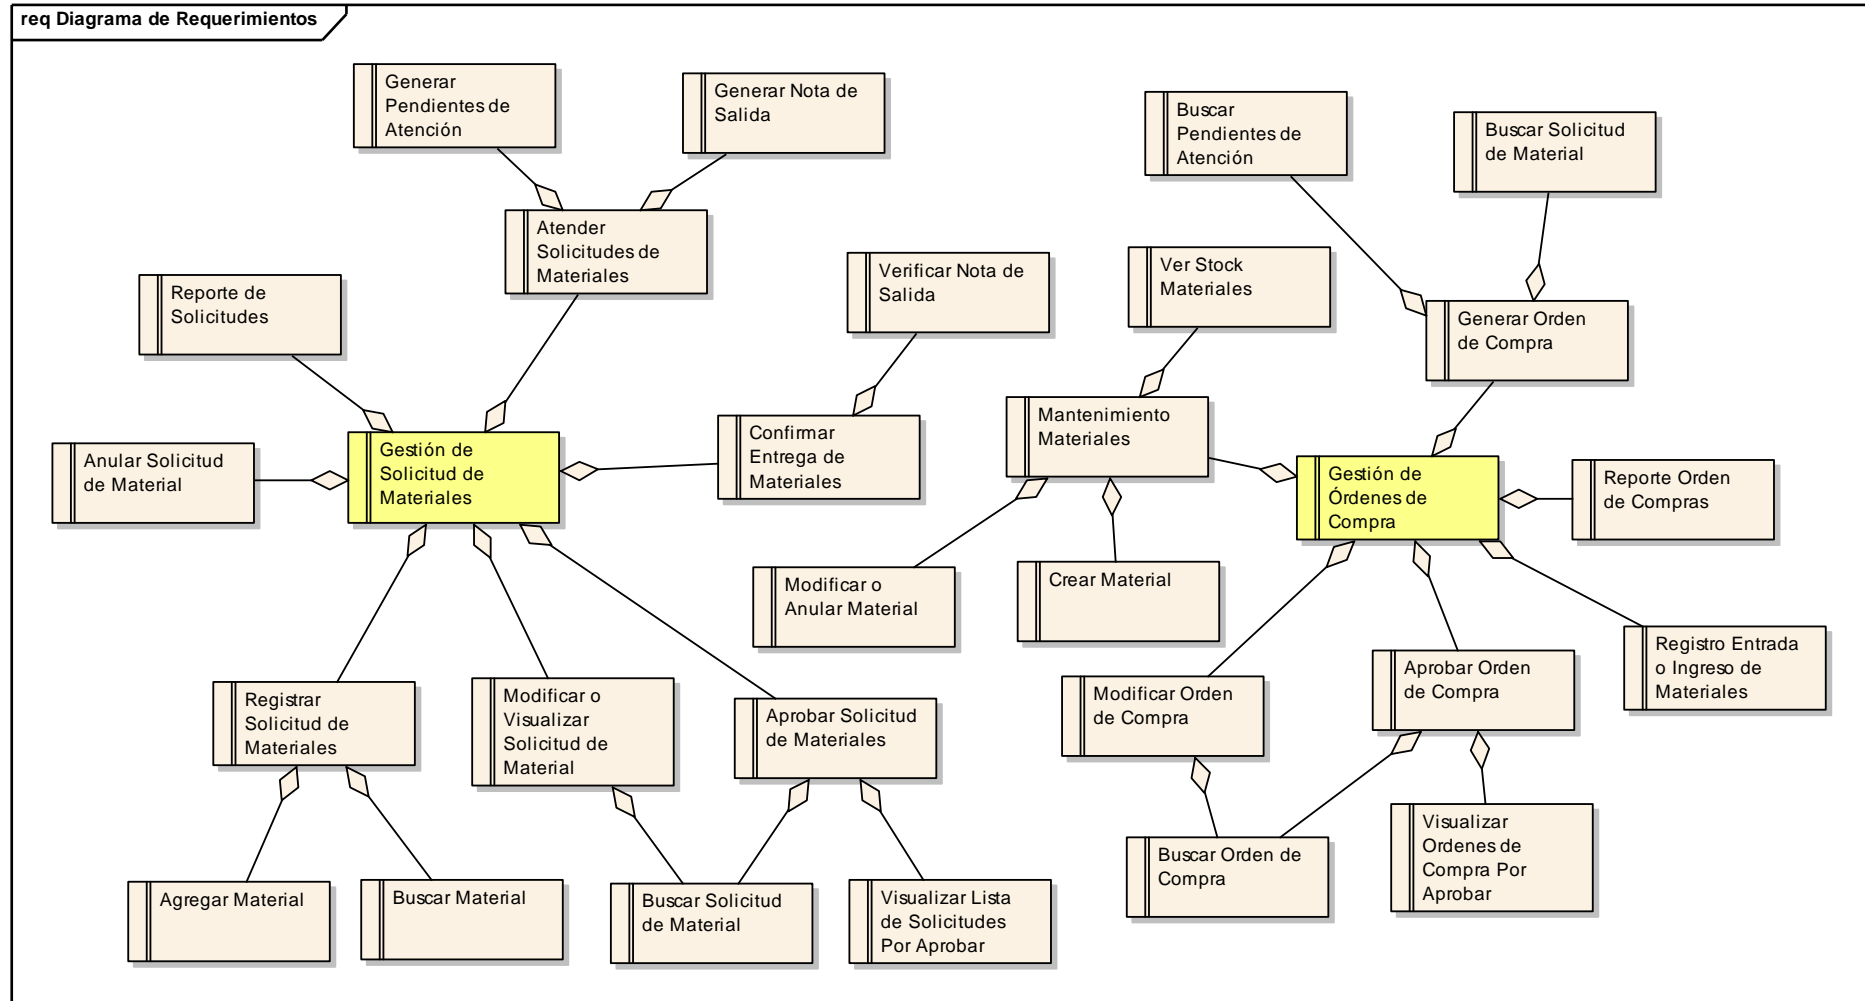 req Diagrama de Requerimientos
Generar
Pendientes de
Atención
Generar Nota de
Salida
Buscar
Pendientes de
Atención
Buscar Solicitud
de Material
Atender
Solicitudes de
Materiales
Verificar Nota de
Salida
Ver Stock
Materiales
Reporte de
Solicitudes
Generar Orden
de Compra
Mantenimiento
Materiales
Confirmar
Entrega de
Materiales
Gestión de
Solicitud de
Materiales
Anular Solicitud
de Material
Gestión de
Órdenes de
Compra
Reporte Orden
de Compras
Modificar o
Anular Material
Crear Material
Registro Entrada
o Ingreso de
Materiales
Aprobar Orden
de Compra
Modificar Orden
de Compra
Registrar
Solicitud de
Materiales
Modificar o
Visualizar
Solicitud de
Material
Aprobar Solicitud
de Materiales
Visualizar
Ordenes de
Compra Por
Aprobar
Buscar Orden de
Compra
Agregar Material
Buscar Material
Buscar Solicitud
de Material
Visualizar Lista
de Solicitudes
Por Aprobar